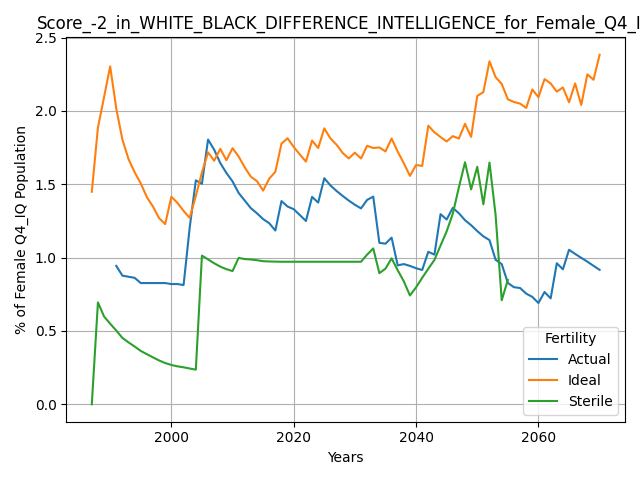 Score_-2_in_WHITE_BLACK_DIFFERENCE_INTELLIGENCE_for_Female_Q4_I
2.5
2.0
1.5
1.0
0.5
0.0
% of Female Q4_IQ Population
2000
2020
2040
2060
Years
Fertility
Actual
Ideal
Sterile